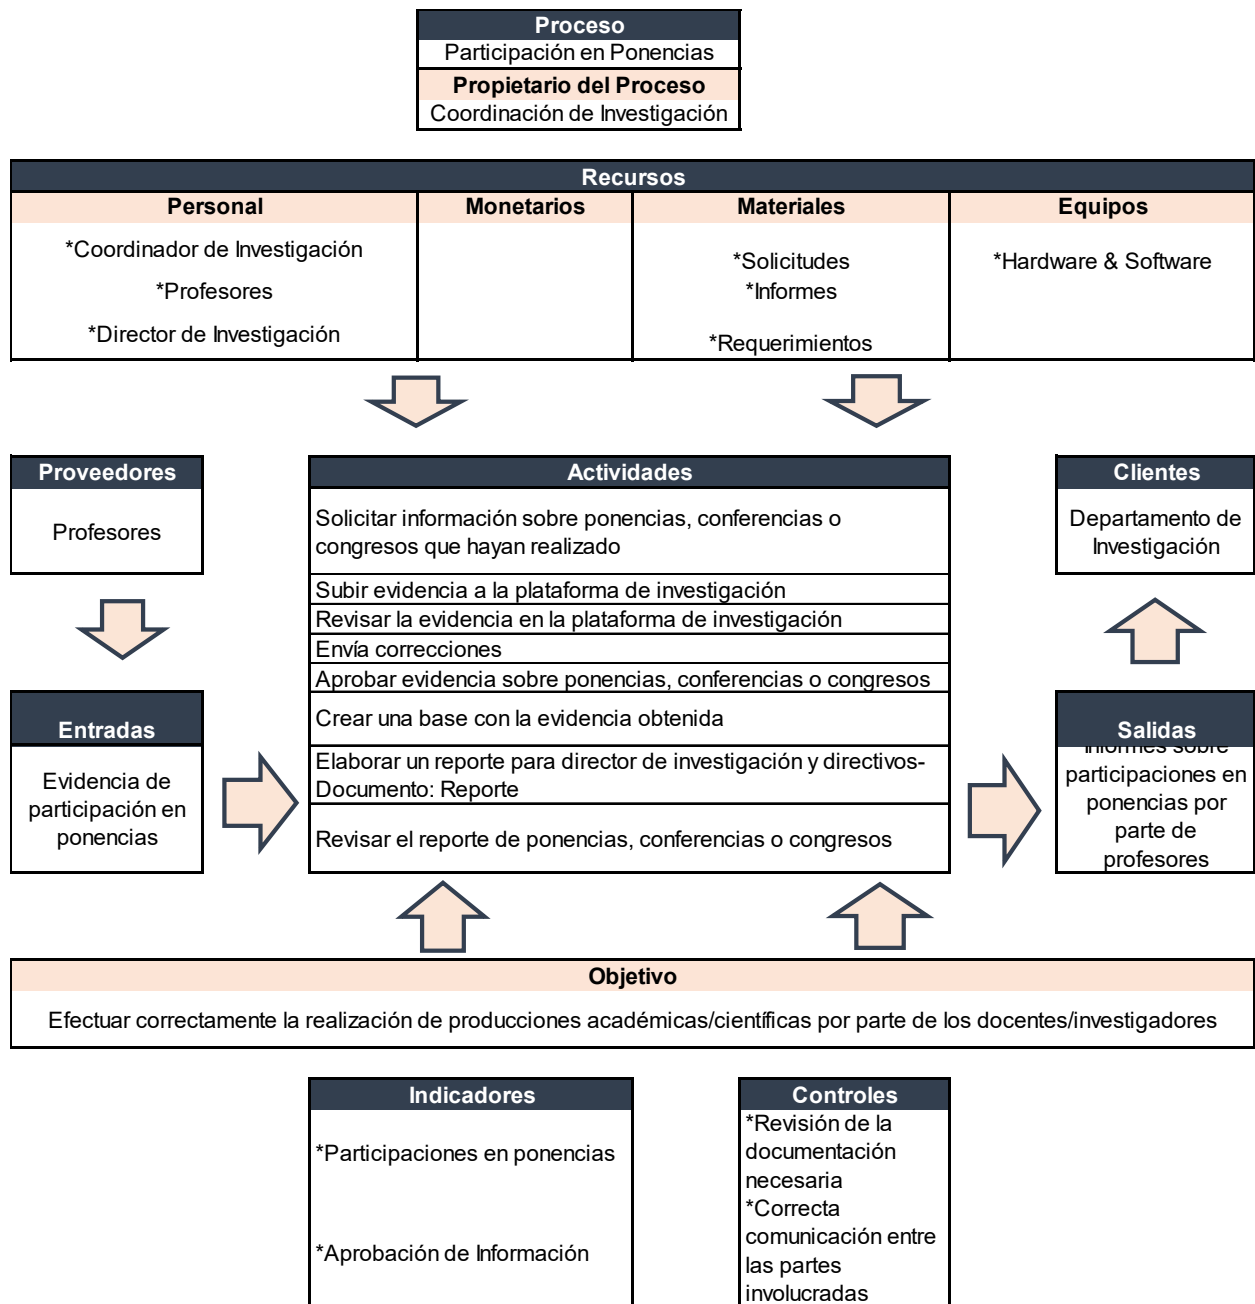 Proceso
Participación en Ponencias
Propietario del Proceso
Coordinación de Investigación
Recursos
Personal
Monetarios
Materiales
Equipos
*Coordinador de Investigación
*Profesores
*Director de Investigación
*Solicitudes
*Informes
*Requerimientos
*Hardware & Software
Proveedores
Profesores
Actividades
Solicitar información sobre ponencias, conferencias o
congresos que hayan realizado
Subir evidencia a la plataforma de investigación
Revisar la evidencia en la plataforma de investigación
Envía correcciones
Aprobar evidencia sobre ponencias, conferencias o congresos
Crear una base con la evidencia obtenida
Elaborar un reporte para director de investigación y directivos-
Documento: Reporte
Revisar el reporte de ponencias, conferencias o congresos
Clientes
Departamento de
Investigación
Entradas
Evidencia de
participación en
ponencias
Salidas
Informes sobre
participaciones en
ponencias por
parte de
profesores
Objetivo
Efectuar correctamente la realización de producciones académicas/científicas por parte de los docentes/investigadores
Indicadores
*Participaciones en ponencias
*Aprobación de Información
Controles
*Revisión de la
documentación
necesaria
*Correcta
comunicación entre
las partes
involucradas